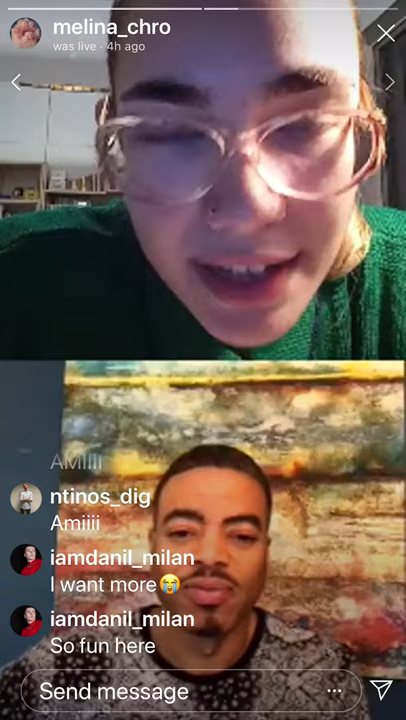 melina_chro
was live · 4h ago
AMIIII
ntinos_dig
Amiiii
iamdanil_milan
I want more😭
iamdanil_milan
So fun here
Send message